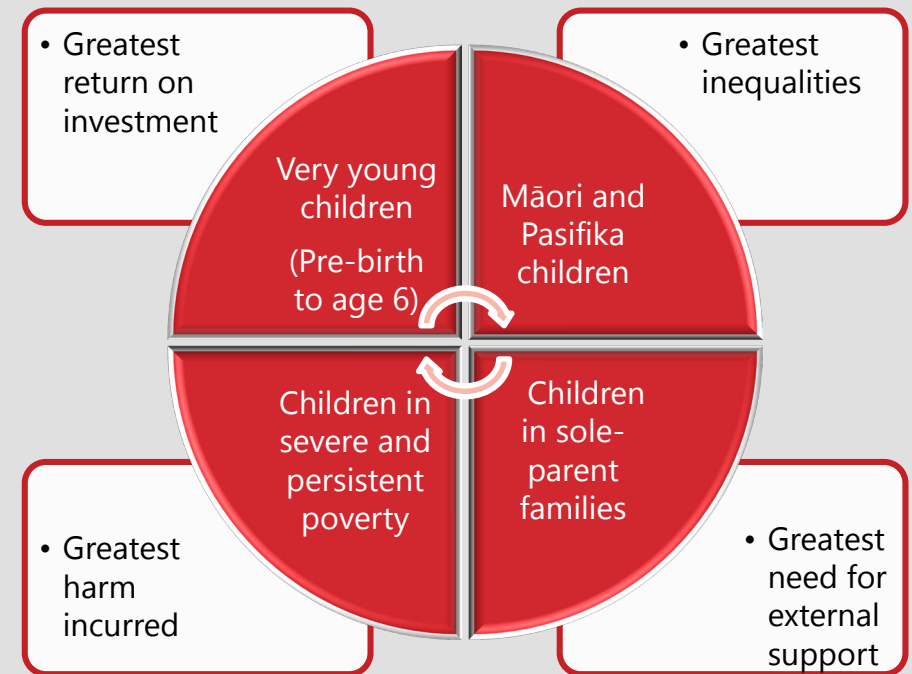 • Greatest
return on
investment
• Greatest
inequalities
Very young
children
(Pre-birth
to age 6)
Māori and
Pasifika
children
Children in
severe and
persistent
poverty
Children
in sole-
parent
families
• Greatest
harm
incurred
• Greatest
need for
external
support